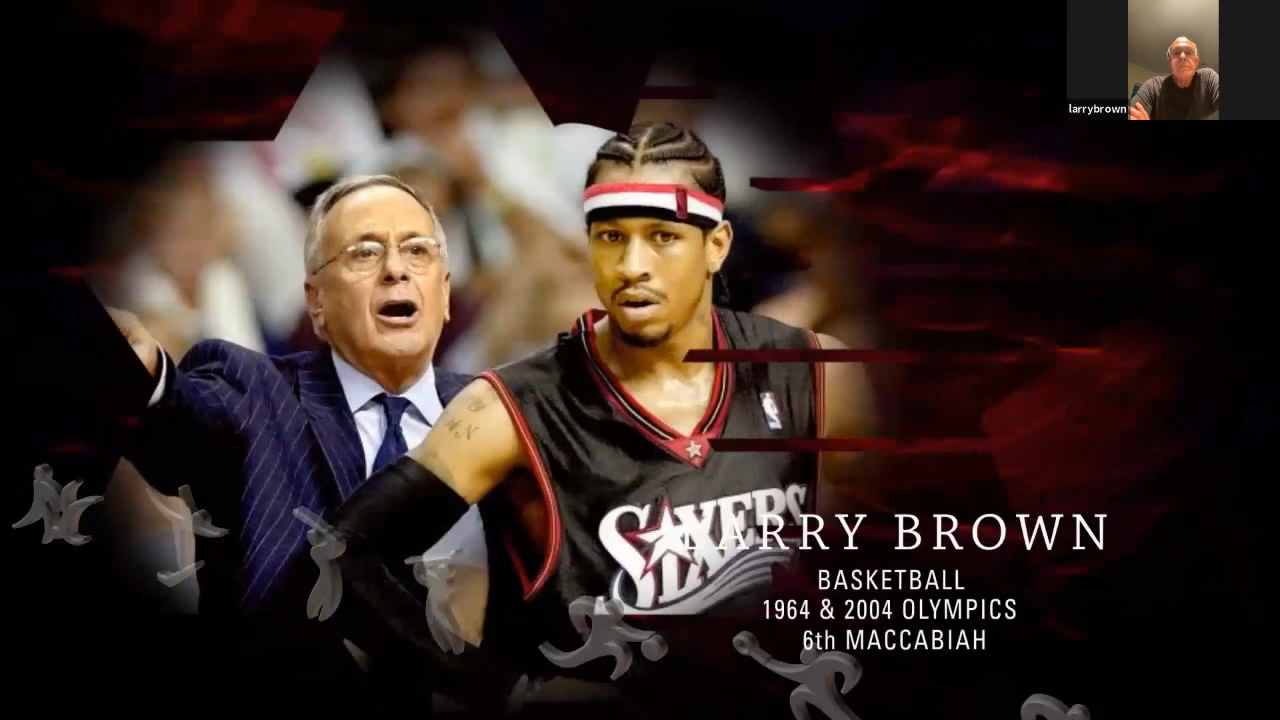 larrybrown
SIXERS
LARRY BROWN
BASKETBALL
1964 & 2004 OLYMPICS
6th MACCABIAH